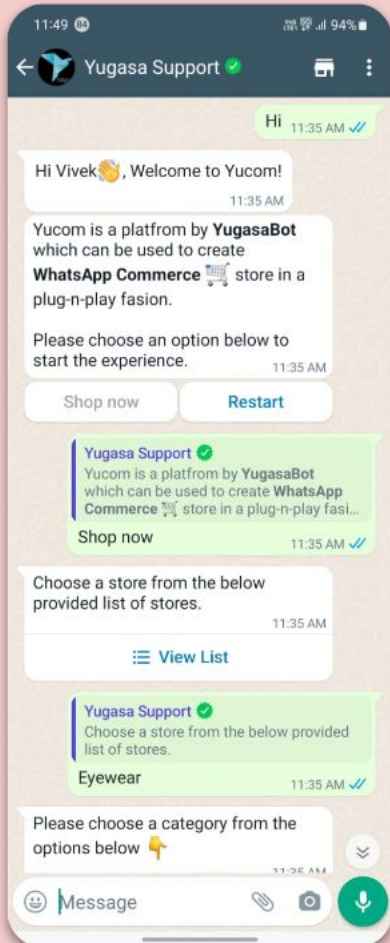 11:49 84 94%
Yugasa Support
Hi 11:35 AM
Hi Vivek👋, Welcome to Yucom!
11:35 AM
Yucom is a platfrom by YugasaBot
which can be used to create
WhatsApp Commerce 🛒 store in a
plug-n-play fasion.
Please choose an option below to
start the experience. 11:35 AM
Shop now Restart
Yugasa Support
Yucom is a platfrom by YugasaBot
which can be used to create WhatsApp
Commerce 🛒 store in a plug-n-play fasi...
Shop now 11:35 AM
Choose a store from the below
provided list of stores.
11:35 AM
View List
Yugasa Support
Choose a store from the below provided
list of stores.
Eyewear 11:35 AM
Please choose a category from the
options below 👇
Message